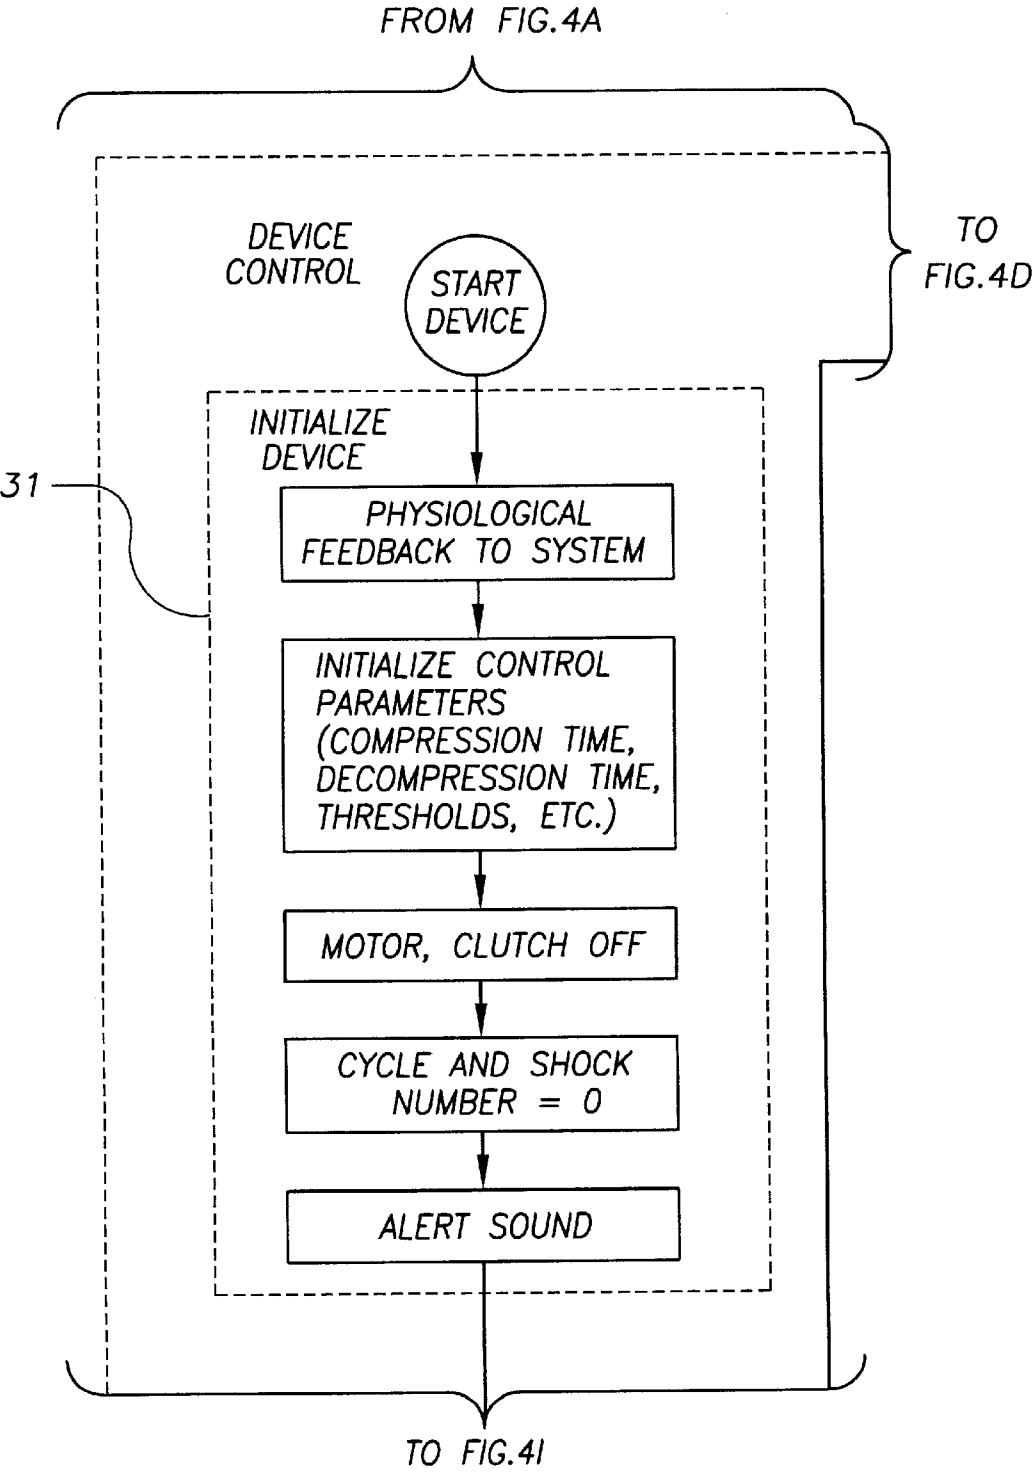 FROM FIG.4A
TO
FIG.4D
DEVICE
CONTROL
START
DEVICE
INITIALIZE
DEVICE
31
PHYSIOLOGICAL
FEEDBACK TO SYSTEM
INITIALIZE CONTROL
PARAMETERS
(COMPRESSION TIME,
DECOMPRESSION TIME,
THRESHOLDS, ETC.)
MOTOR, CLUTCH OFF
CYCLE AND SHOCK
NUMBER = 0
ALERT SOUND
TO FIG.4I